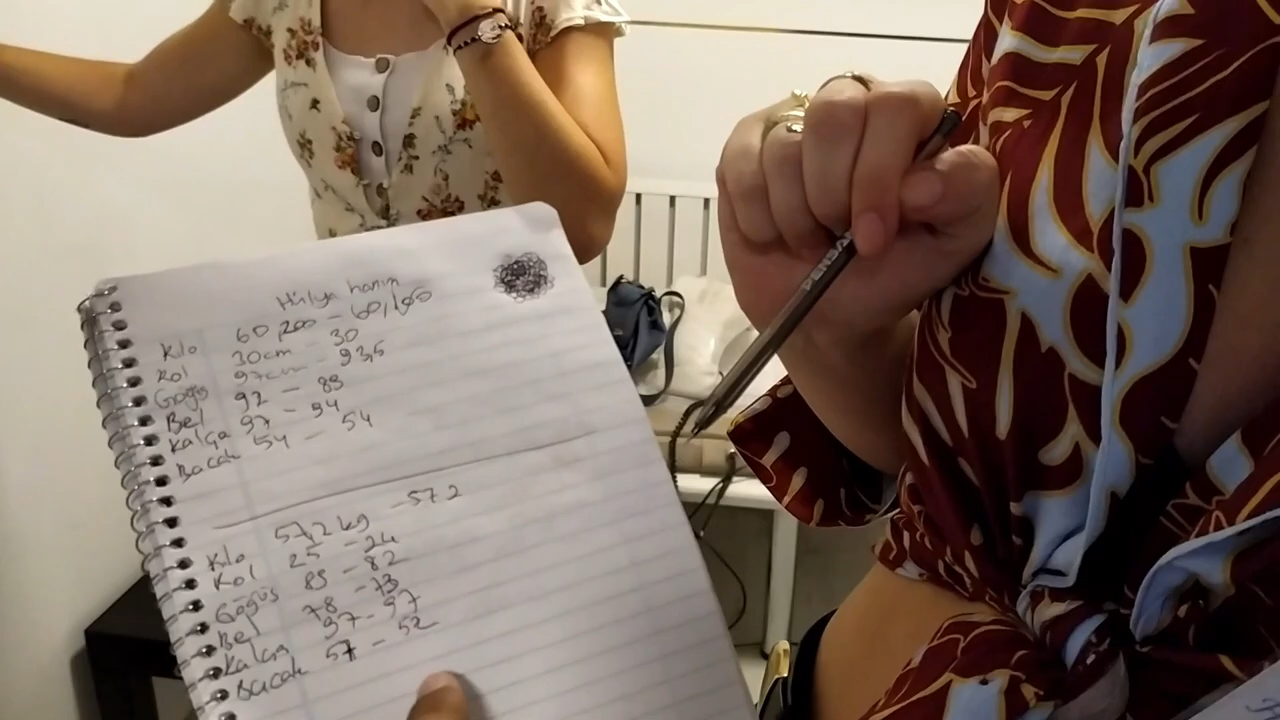 Hülya hanım
Kilo 60,200 - 60,100
Kol 30cm - 30
Göğüs 97cm - 93,5
Bel 92 - 89
Kalça 97 - 94
Bacak 54 - 54
Kilo 57,2 kg - 57 2
Kol 25 - 24
Göğüs 85 - 82
Bel 78 - 73
Kalça 97 - 97
Bacak 57 - 52
PENSAN